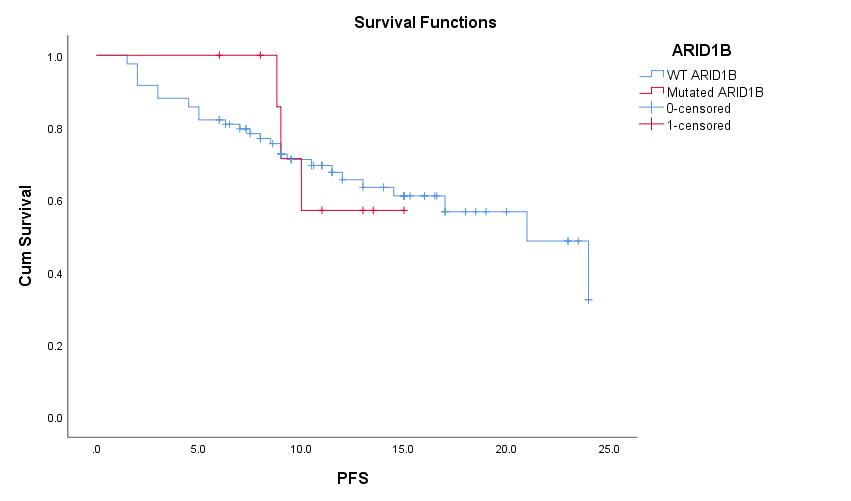 Survival Functions
ARID1B
WT ARID1B
Mutated ARID1B
0-censored
1-censored
Cum Survival
1.0
0.8
0.6
0.4
0.2
0.0
.0 5.0 10.0 15.0 20.0 25.0
PFS